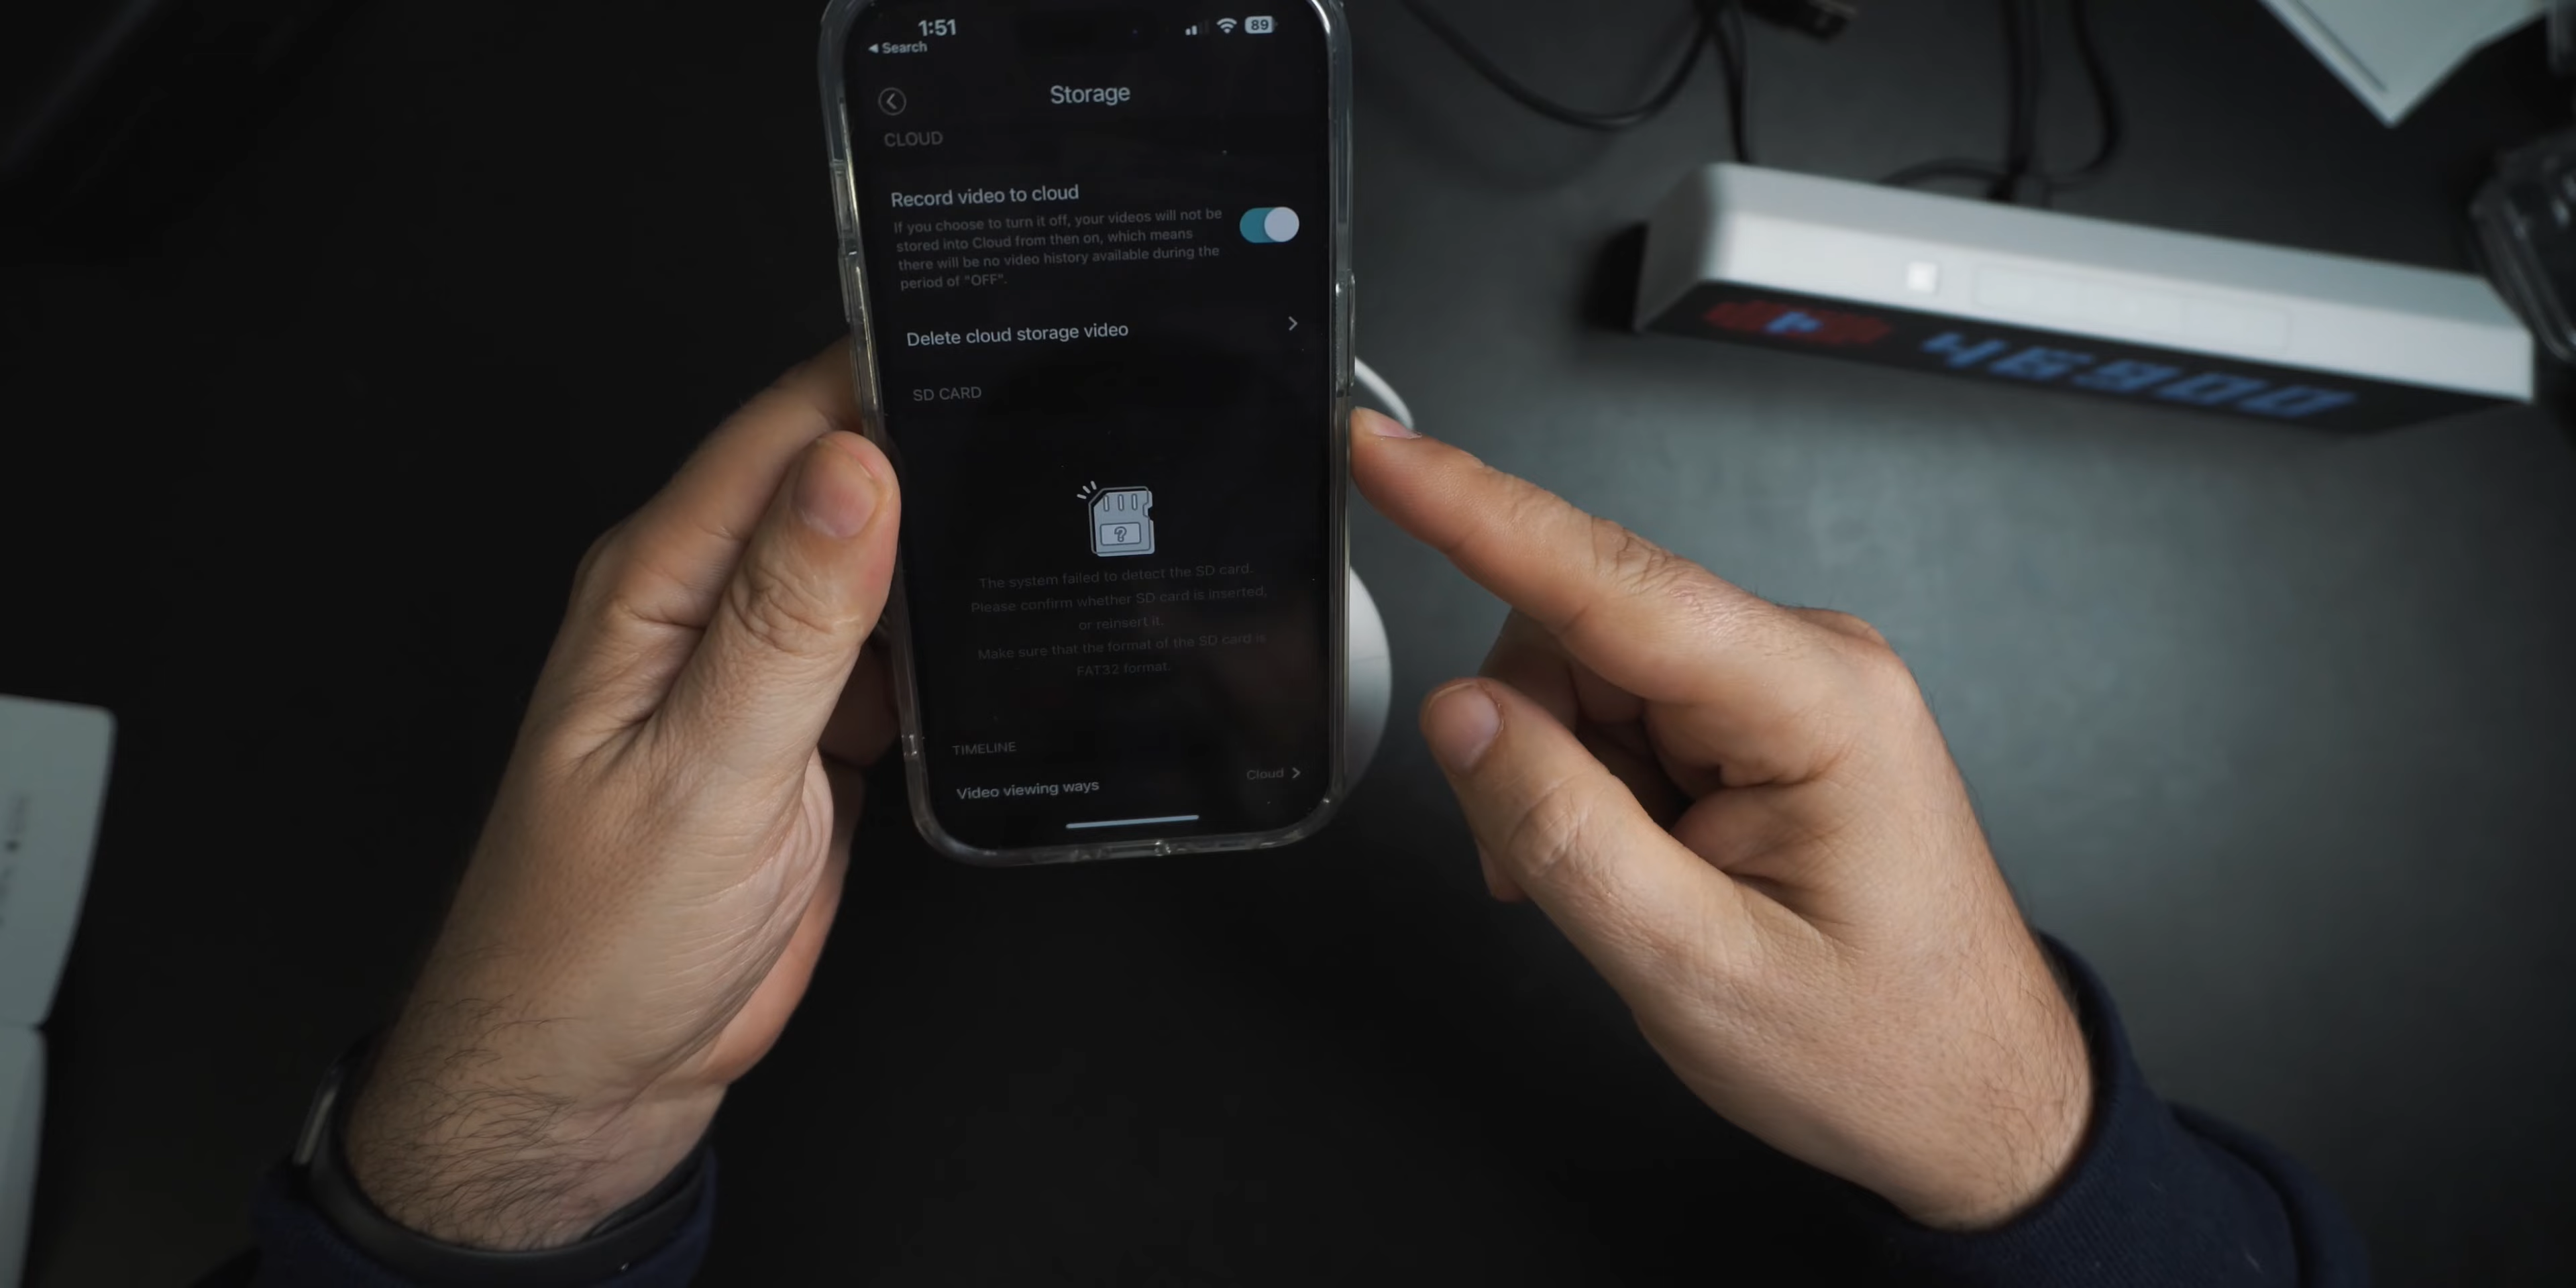 1:51
89
Search
Storage
CLOUD
Record video to cloud
If you choose to turn it off, your videos will not be
stored into Cloud from then on, which means
there will be no video history available during the
period of "OFF".
Delete cloud storage video
SD CARD
?
The system failed to detect the SD card.
Please confirm whether SD card is inserted,
or reinsert it.
Make sure that the format of the SD card is
FAT32 format.
TIMELINE
Video viewing ways
Cloud
46900